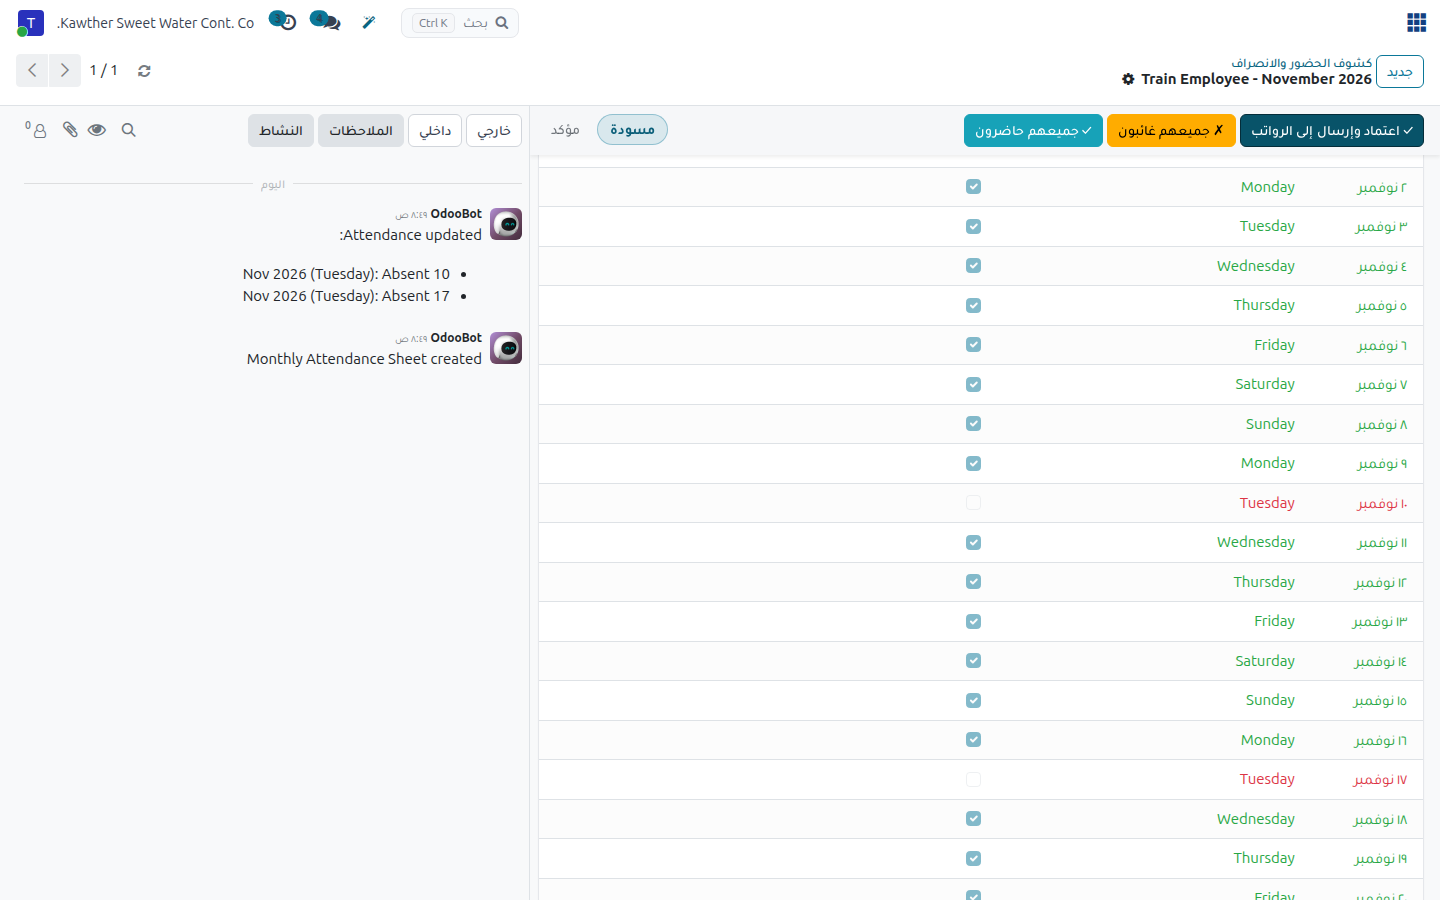 T
Kawther Sweet Water Cont. Co.
3
4
بحث
Ctrl K
جديد
كشوف الحضور والانصراف
Train Employee - November 2026
1 / 1
✓ اعتماد وإرسال إلى الرواتب
✗ جميعهم غائبون
✓ جميعهم حاضرون
مسودة
مؤكد
خارجي
داخلي
الملاحظات
النشاط
0
٢ نوفمبر Monday
٣ نوفمبر Tuesday
٤ نوفمبر Wednesday
٥ نوفمبر Thursday
٦ نوفمبر Friday
٧ نوفمبر Saturday
٨ نوفمبر Sunday
٩ نوفمبر Monday
١٠ نوفمبر Tuesday
١١ نوفمبر Wednesday
١٢ نوفمبر Thursday
١٣ نوفمبر Friday
١٤ نوفمبر Saturday
١٥ نوفمبر Sunday
١٦ نوفمبر Monday
١٧ نوفمبر Tuesday
١٨ نوفمبر Wednesday
١٩ نوفمبر Thursday
٢٠ نوفمبر Friday
اليوم
OdooBot ٨:٤٩ ص
Attendance updated:
Nov 2026 (Tuesday): Absent 10
Nov 2026 (Tuesday): Absent 17
OdooBot ٨:٤٩ ص
Monthly Attendance Sheet created